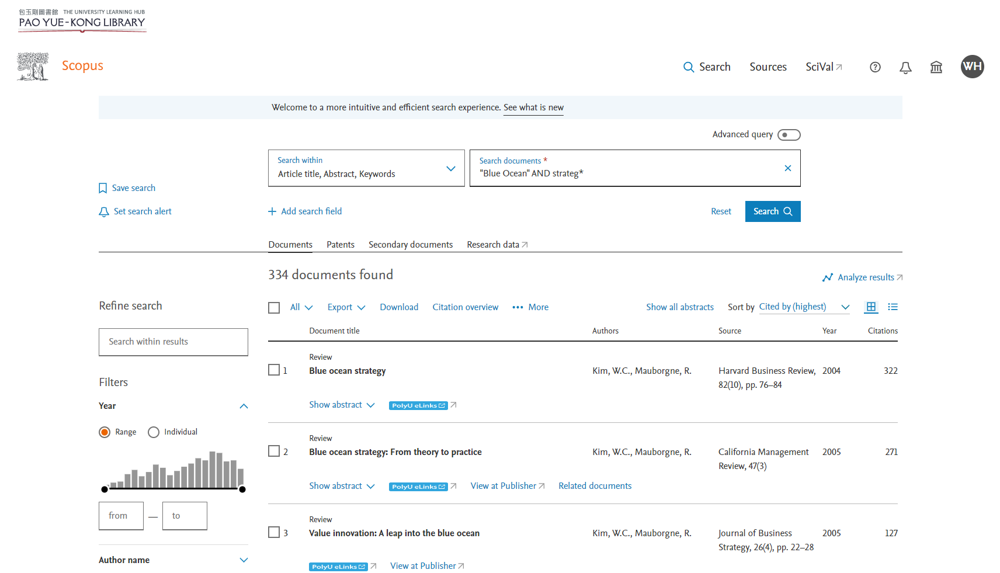 包玉剛圖書館 THE UNIVERSITY LEARNING HUB
PAO YUE-KONG LIBRARY
Scopus
Search
Sources
SciVal
WH
Welcome to a more intuitive and efficient search experience. See what is new
Advanced query
Search within
Article title, Abstract, Keywords
Search documents *
"Blue Ocean" AND strateg*
Save search
Set search alert
Add search field
Reset
Search
Documents
Patents
Secondary documents
Research data
334 documents found
Analyze results
Refine search
Search within results
Filters
Year
Range
Individual
from
—
to
Author name
All
Export
Download
Citation overview
More
Show all abstracts
Sort by Cited by (highest)
Document title
Authors
Source
Year
Citations
Review
1 Blue ocean strategy
Kim, W.C., Mauborgne, R.
Harvard Business Review,
82(10), pp. 76–84
2004
322
Show abstract
PolyU eLinks
Review
2 Blue ocean strategy: From theory to practice
Kim, W.C., Mauborgne, R.
California Management
Review, 47(3)
2005
271
Show abstract
PolyU eLinks
View at Publisher
Related documents
Review
3 Value innovation: A leap into the blue ocean
Kim, W.C., Mauborgne, R.
Journal of Business
Strategy, 26(4), pp. 22–28
2005
127
PolyU eLinks
View at Publisher